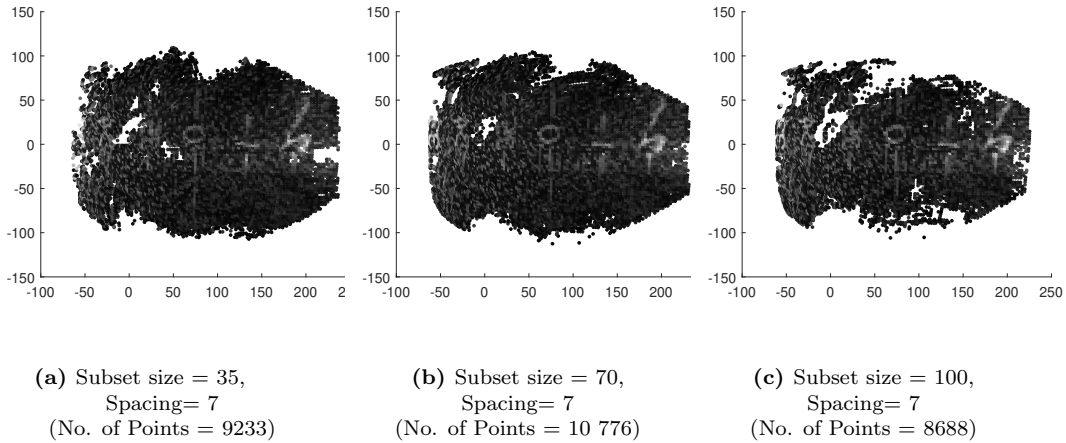 150
100
50
0
-50
-100
-150
-100 -50 0 50 100 150 200 2
150
100
50
0
-50
-100
-150
-100 -50 0 50 100 150 200
150
100
50
0
-50
-100
-150
-100 -50 0 50 100 150 200 250
(a) Subset size = 35,
Spacing= 7
(No. of Points = 9233)
(b) Subset size = 70,
Spacing= 7
(No. of Points = 10 776)
(c) Subset size = 100,
Spacing= 7
(No. of Points = 8688)